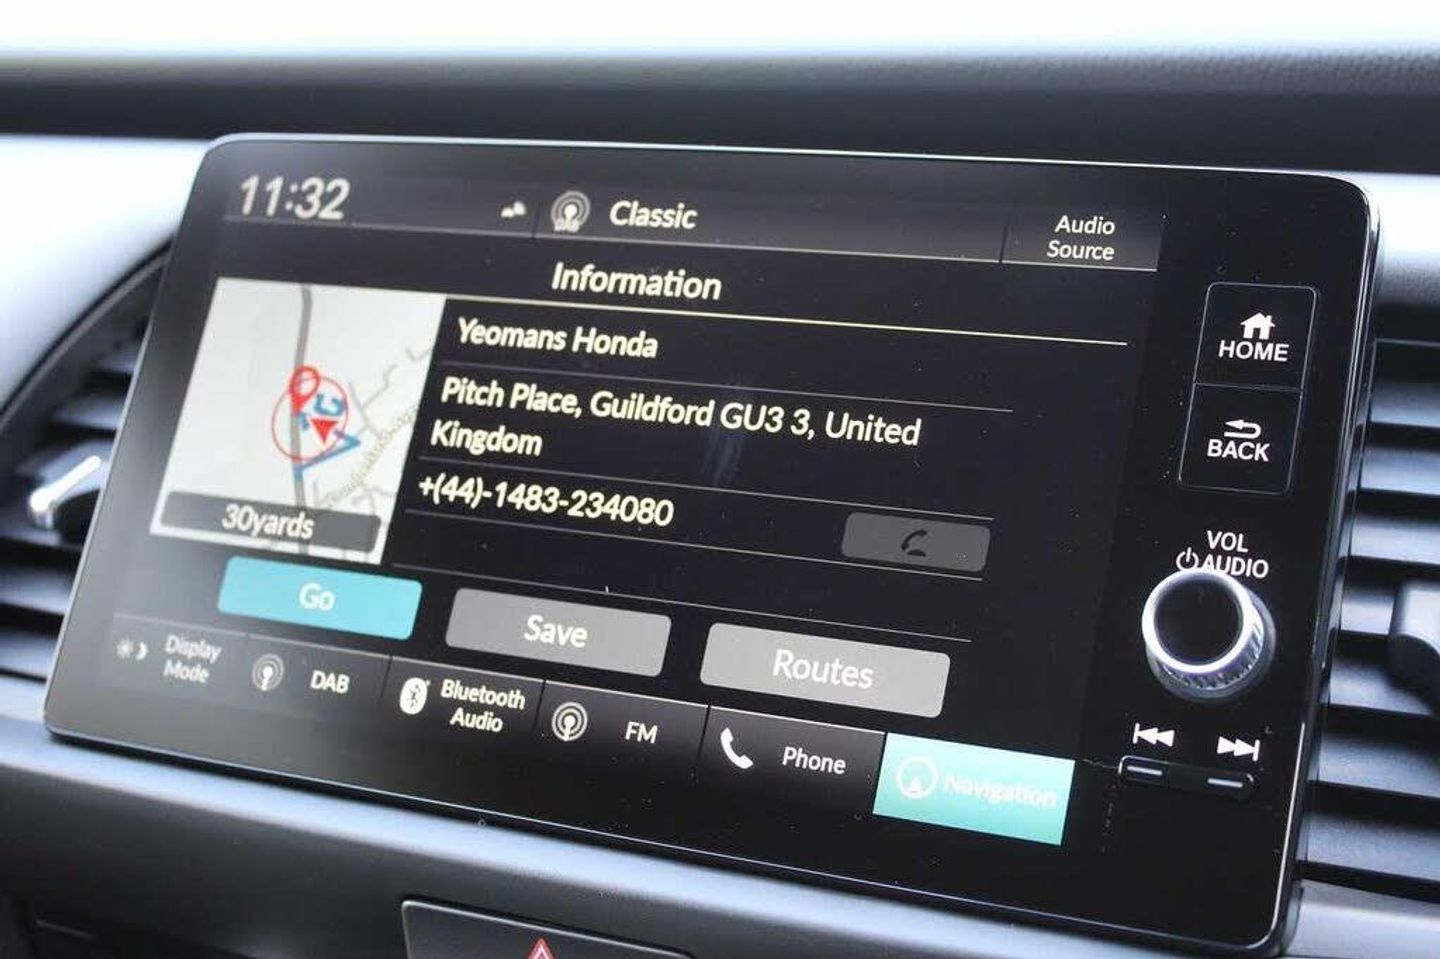 11:32
Classic
Audio
Source
Information
Yeomans Honda
Pitch Place, Guildford GU3 3, United
Kingdom
+(44)-1483-234080
30yards
Go
Save
Routes
Display
Mode
DAB
Bluetooth
Audio
FM
Phone
Navigation
HOME
BACK
VOL
AUDIO